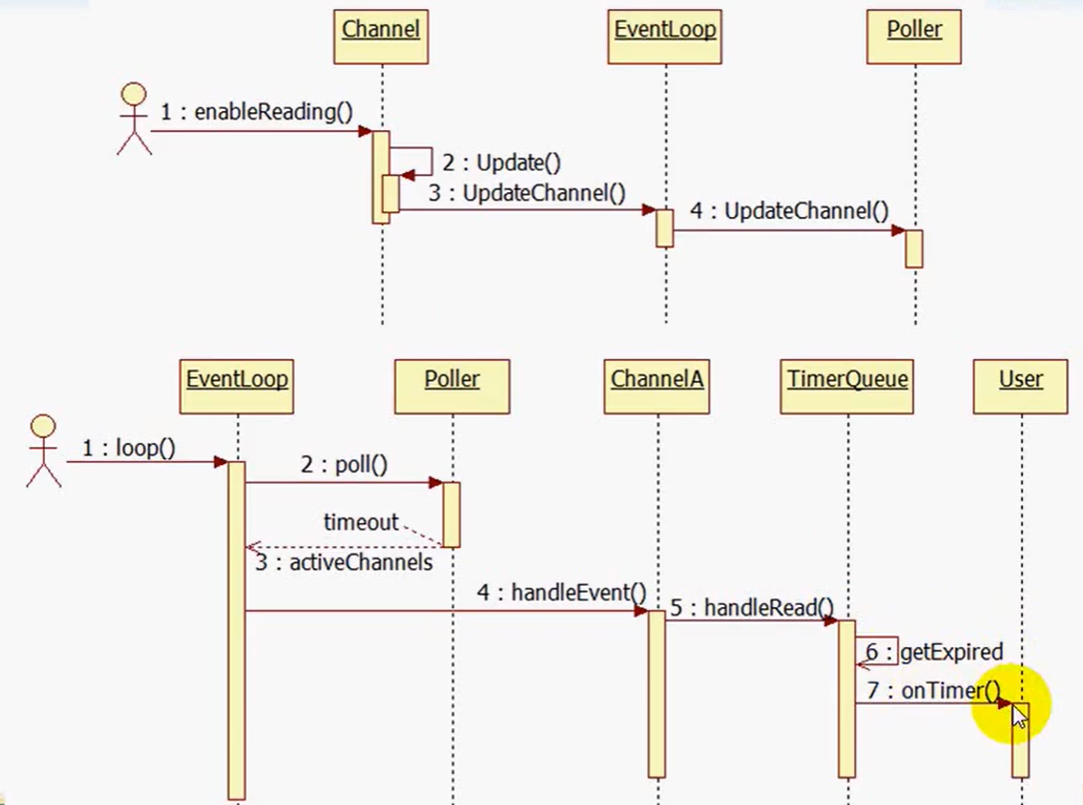 Channel
EventLoop
Poller
1 : enableReading()
2 : Update()
3 : UpdateChannel()
4 : UpdateChannel()
EventLoop
Poller
ChannelA
TimerQueue
User
1 : loop()
2 : poll()
timeout
3 : activeChannels
4 : handleEvent()
5 : handleRead()
6 : getExpired
7 : onTimer()